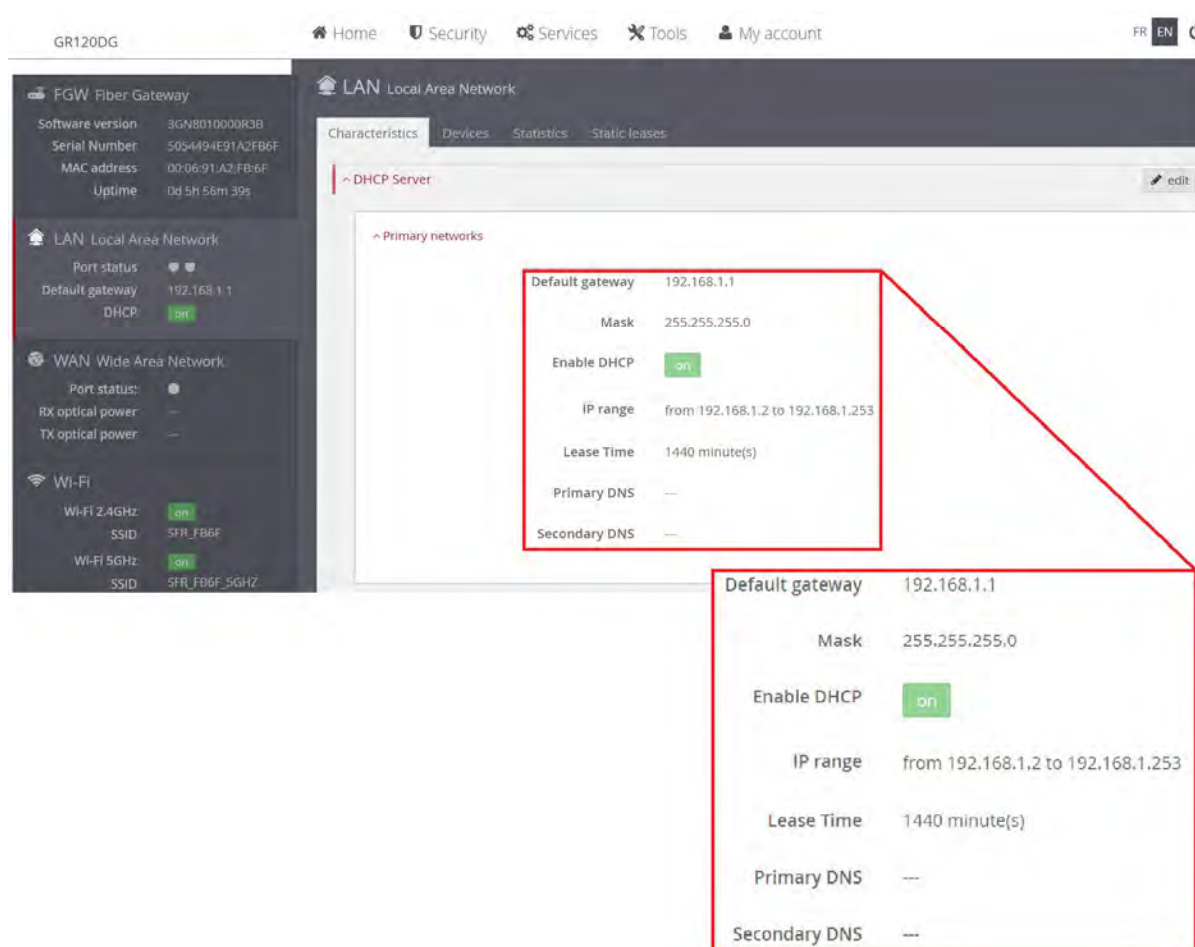 GR120DG
Home Security Services Tools My account FR EN
FGW Fiber Gateway
Software version 3GN8010000R3B
Serial Number 5054494E91A2FB6F
MAC address 00:06:91:A2:FB:6F
Uptime 0d 5h 56m 39s
LAN Local Area Network
Port status
Default gateway 192.168.1.1
DHCP on
WAN Wide Area Network
Port status:
RX optical power ---
TX optical power ---
Wi-Fi
Wi-Fi 2.4GHz on
SSID SFR_FB6F
Wi-Fi 5GHz on
SSID SFR_FB6F_5GHZ
LAN Local Area Network
Characteristics Devices Statistics Static leases
DHCP Server edit
Primary networks
Default gateway 192.168.1.1
Mask 255.255.255.0
Enable DHCP on
IP range from 192.168.1.2 to 192.168.1.253
Lease Time 1440 minute(s)
Primary DNS ---
Secondary DNS ---
Default gateway 192.168.1.1
Mask 255.255.255.0
Enable DHCP on
IP range from 192.168.1.2 to 192.168.1.253
Lease Time 1440 minute(s)
Primary DNS ---
Secondary DNS ---